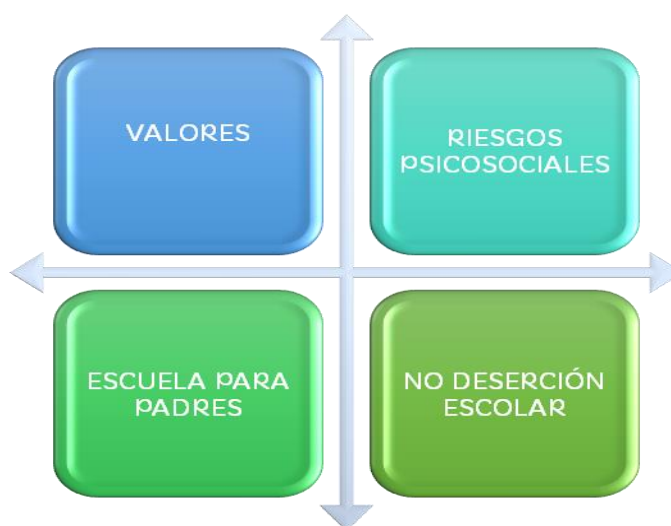 VALORES
RIESGOS
PSICOSOCIALES
ESCUELA PARA
PADRES
NO DESERCIÓN
ESCOLAR